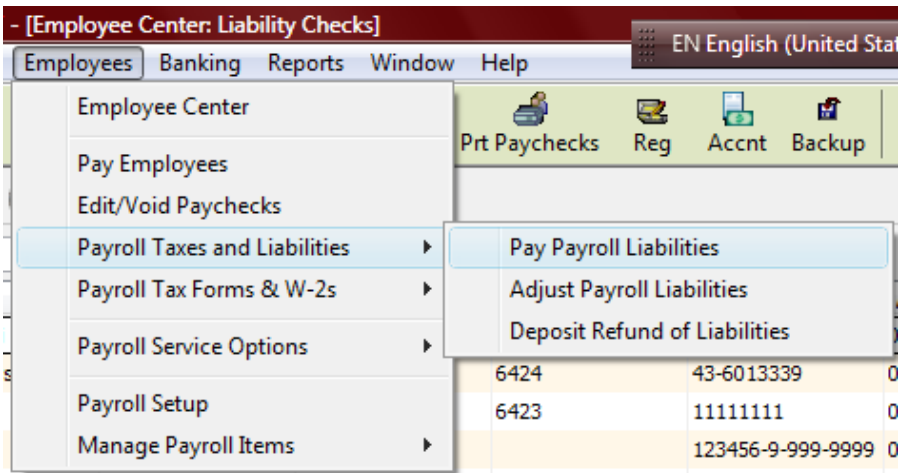 - [Employee Center: Liability Checks]
EN English (United Stat
Employees Banking Reports Window Help
Employee Center
Prt Paychecks Reg Accnt Backup
Pay Employees
Edit/Void Paychecks
Payroll Taxes and Liabilities
Pay Payroll Liabilities
Payroll Tax Forms & W-2s
Adjust Payroll Liabilities
Deposit Refund of Liabilities
Payroll Service Options
6424 43-6013339 0
Payroll Setup
6423 11111111 0
Manage Payroll Items
123456-9-999-9999 0